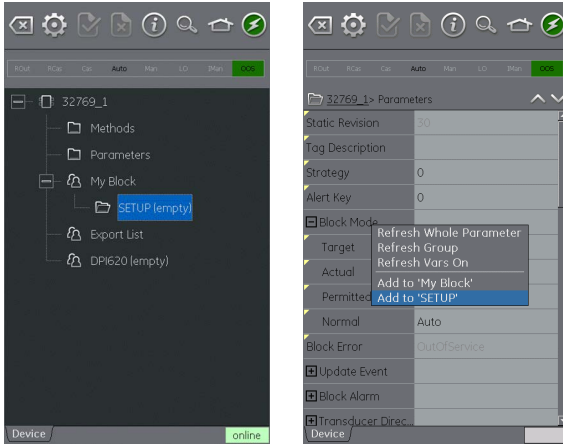 ROut RCas Cas Auto Man LO IMan OOS
32769_1
Methods
Parameters
My Block
SETUP (empty)
Export List
DPI620 (empty)
Device
online
ROut RCas Cas Auto Man LO IMan OOS
32769_1> Parameters
Static Revision 30
Tag Description
Strategy 0
Alert Key 0
Block Mode
Refresh Whole Parameter
Target Refresh Group
Refresh Vars On
Actual
Add to 'My Block'
Permitted Add to 'SETUP'
Normal Auto
Block Error OutOfService
Update Event
Block Alarm
Transducer Direc...
Device